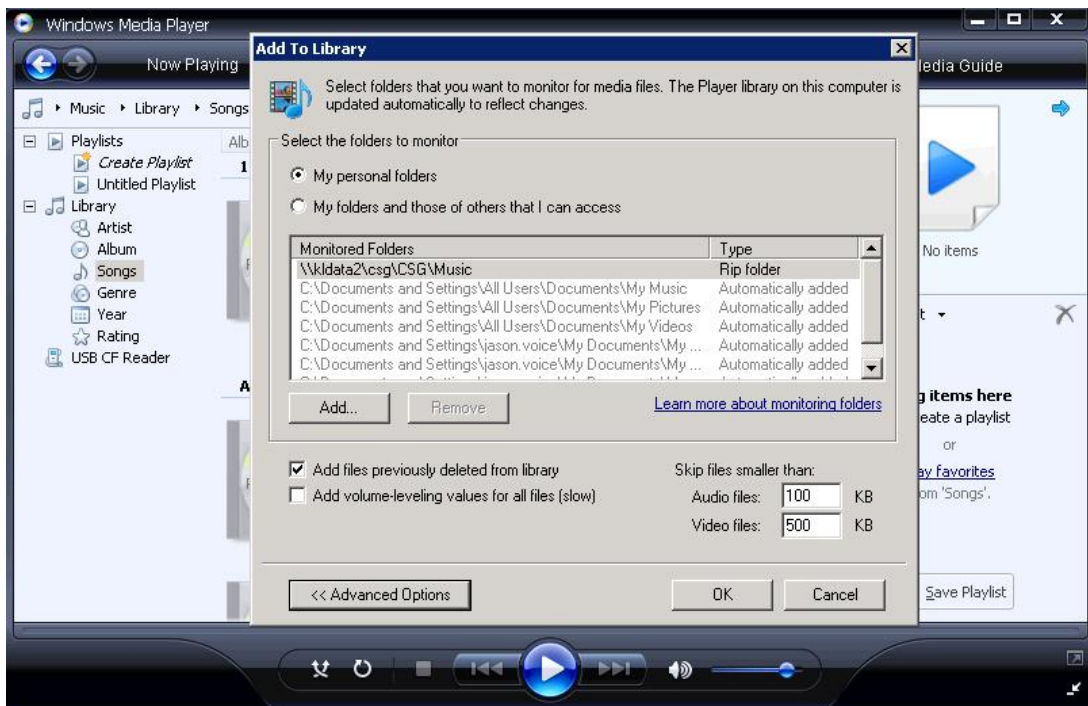 Windows Media Player
Now Playing
Media Guide
Music
Library
Songs
Playlists
Create Playlist
Untitled Playlist
Library
Artist
Album
Songs
Genre
Year
Rating
USB CF Reader
Alb
1
A
Add To Library
Select folders that you want to monitor for media files. The Player library on this computer is
updated automatically to reflect changes.
Select the folders to monitor
My personal folders
My folders and those of others that I can access
Monitored Folders Type
\\kldata2\csg\CSG\Music Rip folder
C:\Documents and Settings\All Users\Documents\My Music Automatically added
C:\Documents and Settings\All Users\Documents\My Pictures Automatically added
C:\Documents and Settings\All Users\Documents\My Videos Automatically added
C:\Documents and Settings\jason.voice\My Documents\My ... Automatically added
C:\Documents and Settings\jason.voice\My Documents\My ... Automatically added
Add... Remove Learn more about monitoring folders
Add files previously deleted from library
Add volume-leveling values for all files (slow)
Skip files smaller than:
Audio files: 100 KB
Video files: 500 KB
<< Advanced Options OK Cancel
No items
t
g items here
eate a playlist
or
ay favorites
om 'Songs'.
Save Playlist